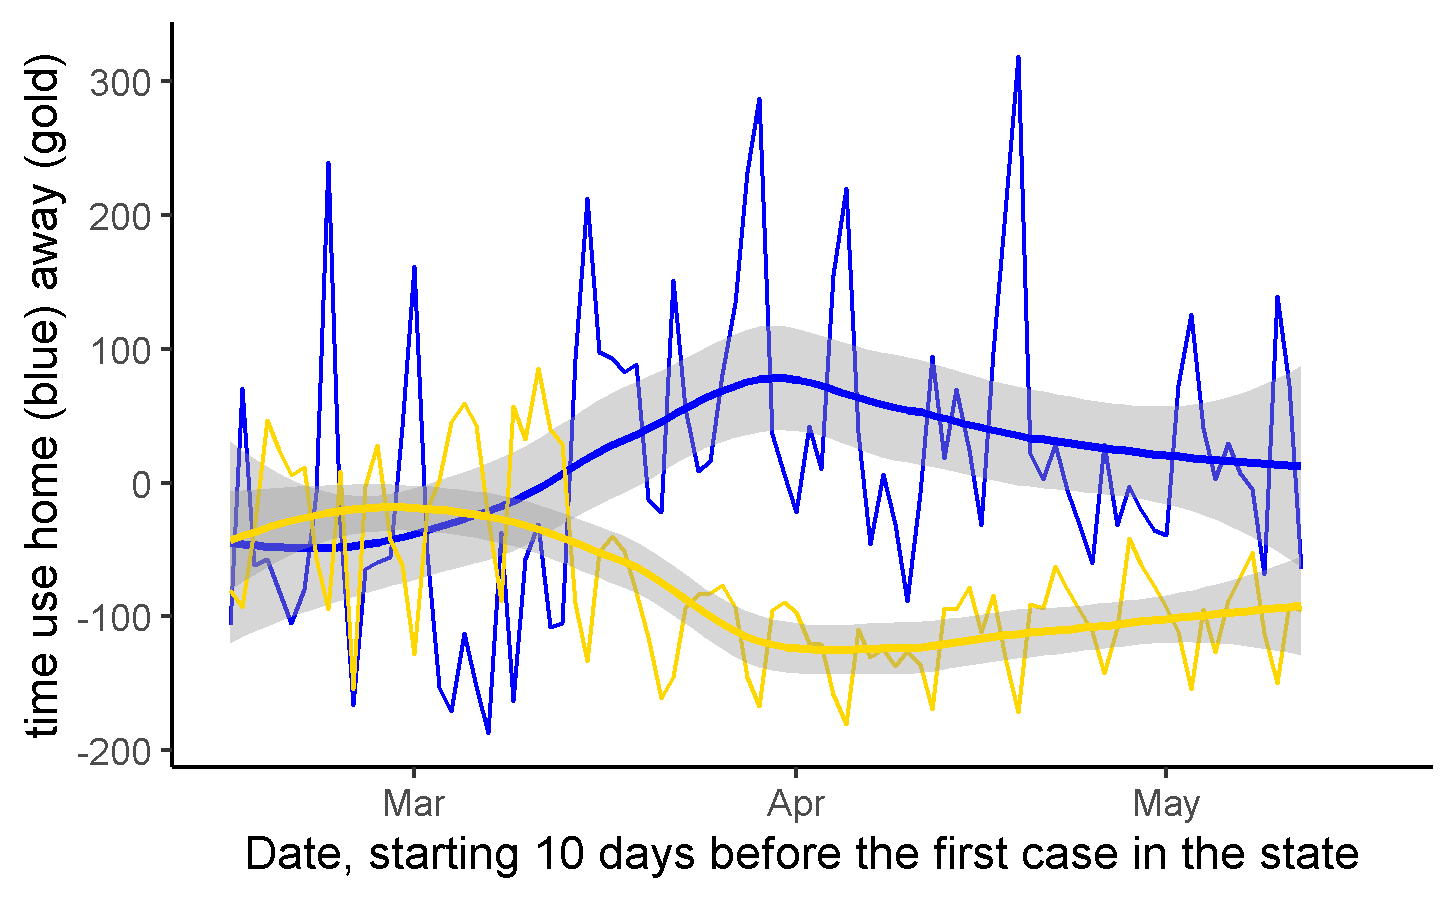 time use home (blue) away (gold)
300
200
100
0
-100
-200
Mar
Apr
May
Date, starting 10 days before the first case in the state